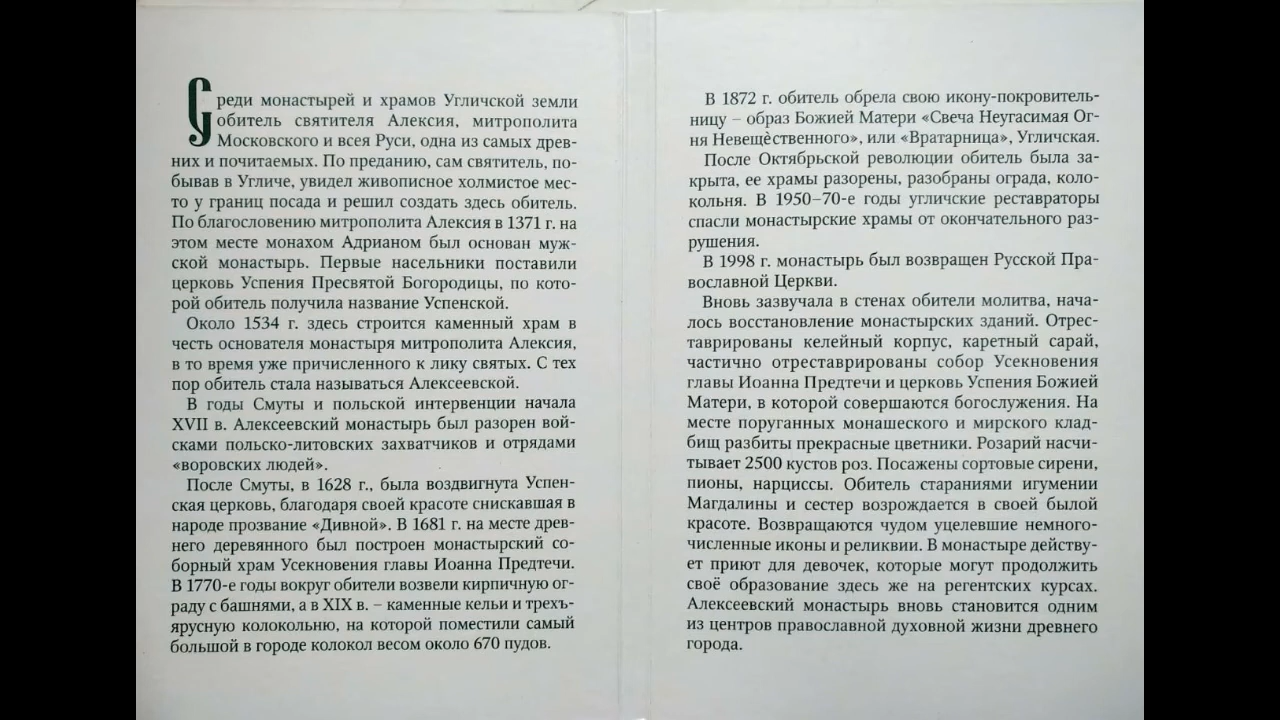 Среди монастырей и храмов Угличской земли
обитель святителя Алексия, митрополита
Московского и всея Руси, одна из самых древ-
них и почитаемых. По преданию, сам святитель, по-
бывав в Угличе, увидел живописное холмистое мес-
то у границ посада и решил создать здесь обитель.
По благословению митрополита Алексия в 1371 г. на
этом месте монахом Адрианом был основан муж-
ской монастырь. Первые насельники поставили
церковь Успения Пресвятой Богородицы, по кото-
рой обитель получила название Успенской.
Около 1534 г. здесь строится каменный храм в
честь основателя монастыря митрополита Алексия,
в то время уже причисленного к лику святых. С тех
пор обитель стала называться Алексеевской.
В годы Смуты и польской интервенции начала
XVII в. Алексеевский монастырь был разорен вой-
сками польско-литовских захватчиков и отрядами
«воровских людей».
После Смуты, в 1628 г., была воздвигнута Успен-
ская церковь, благодаря своей красоте снискавшая в
народе прозвание «Дивной». В 1681 г. на месте древ-
него деревянного был построен монастырский со-
борный храм Усекновения главы Иоанна Предтечи.
В 1770-е годы вокруг обители возвели кирпичную ог-
раду с башнями, а в XIX в. – каменные кельи и трехъ-
ярусную колокольню, на которой поместили самый
большой в городе колокол весом около 670 пудов.
В 1872 г. обитель обрела свою икону-покровитель-
ницу – образ Божией Матери «Свеча Неугасимая Ог-
ня Невещѐственного», или «Вратарница», Угличская.
После Октябрьской революции обитель была за-
крыта, ее храмы разорены, разобраны ограда, коло-
кольня. В 1950–70-е годы угличские реставраторы
спасли монастырские храмы от окончательного раз-
рушения.
В 1998 г. монастырь был возвращен Русской Пра-
вославной Церкви.
Вновь зазвучала в стенах обители молитва, нача-
лось восстановление монастырских зданий. Отрес-
таврированы келейный корпус, каретный сарай,
частично отреставрированы собор Усекновения
главы Иоанна Предтечи и церковь Успения Божией
Матери, в которой совершаются богослужения. На
месте поруганных монашеского и мирского клад-
бищ разбиты прекрасные цветники. Розарий насчи-
тывает 2500 кустов роз. Посажены сортовые сирени,
пионы, нарциссы. Обитель стараниями игумении
Магдалины и сестер возрождается в своей былой
красоте. Возвращаются чудом уцелевшие немного-
численные иконы и реликвии. В монастыре действу-
ет приют для девочек, которые могут продолжить
своё образование здесь же на регентских курсах.
Алексеевский монастырь вновь становится одним
из центров православной духовной жизни древнего
города.